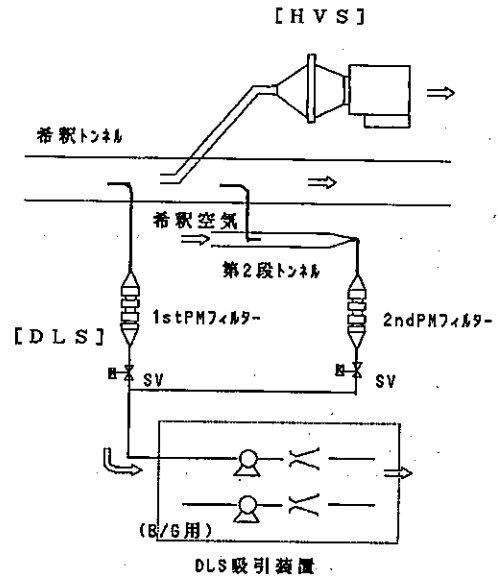 [HVS]
希釈トンネル
希釈空気
第2段トンネル
1stPMフィルター
2ndPMフィルター
[DLS]
SV
SV
(B/G用)
DLS吸引装置